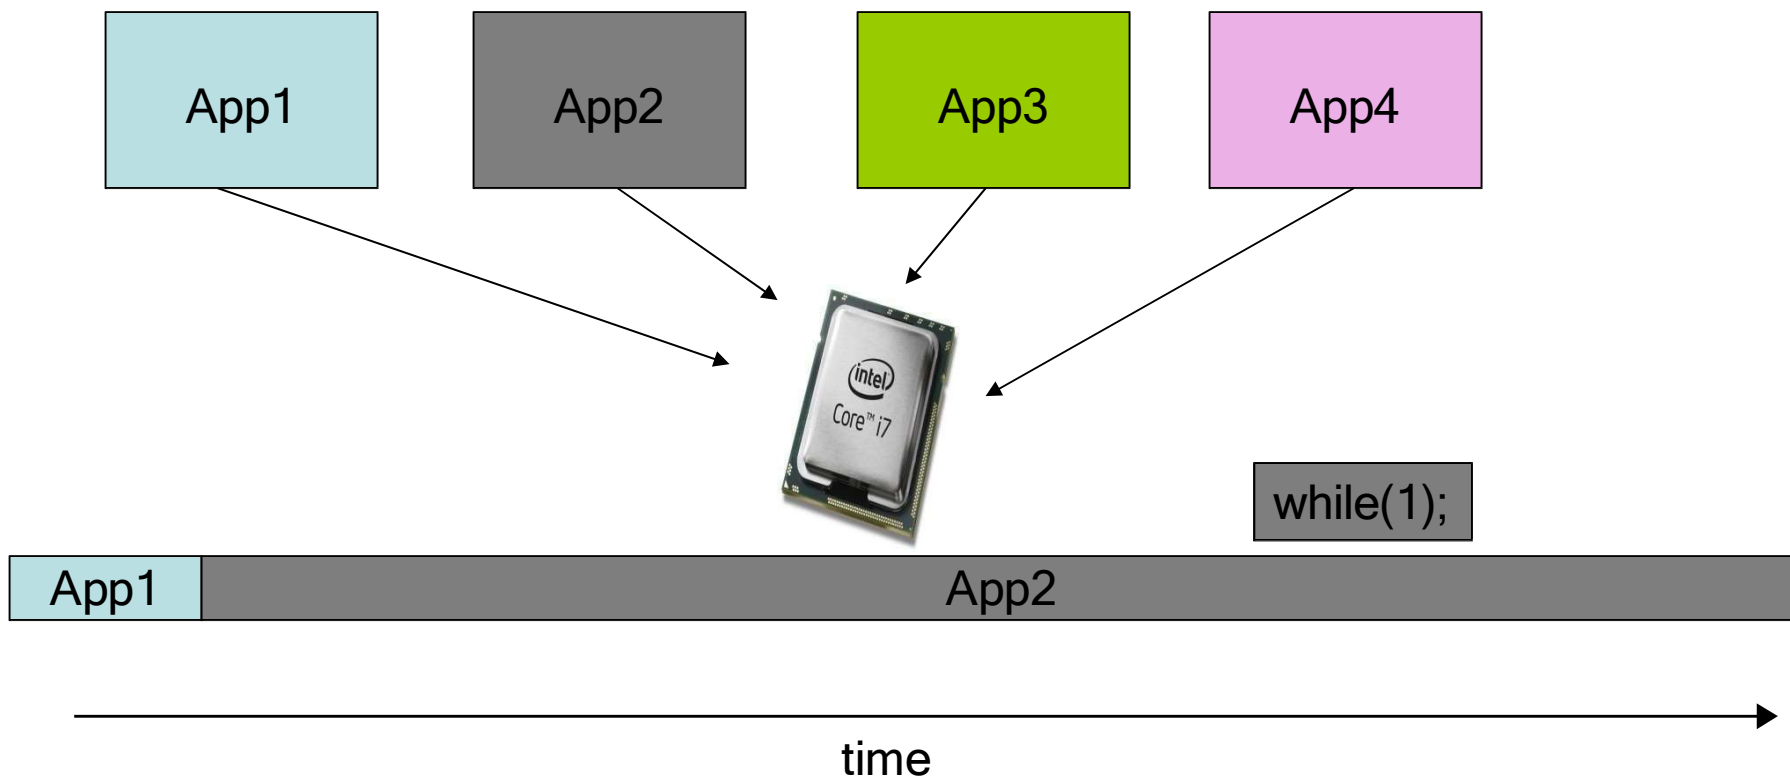 App1
App2
App3
App4
intel
Core™ i7
while(1);
App1
App2
time